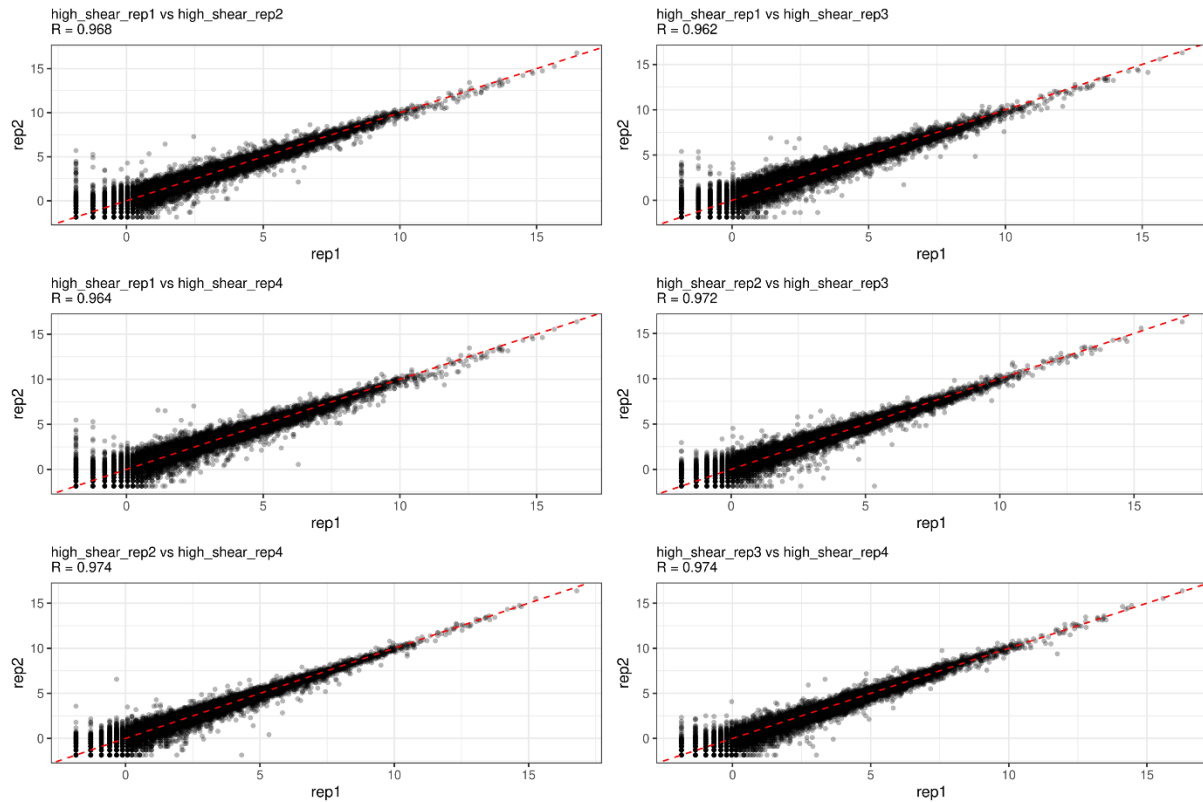 high_shear_rep1 vs high_shear_rep2
R = 0.968
15
10
5
0
rep2
0
5
10
15
rep1
high_shear_rep1 vs high_shear_rep3
R = 0.962
15
10
5
0
rep2
0
5
10
15
rep1
high_shear_rep1 vs high_shear_rep4
R = 0.964
15
10
5
0
rep2
0
5
10
15
rep1
high_shear_rep2 vs high_shear_rep3
R = 0.972
15
10
5
0
rep2
0
5
10
15
rep1
high_shear_rep2 vs high_shear_rep4
R = 0.974
15
10
5
0
rep2
0
5
10
15
rep1
high_shear_rep3 vs high_shear_rep4
R = 0.974
15
10
5
0
rep2
0
5
10
15
rep1